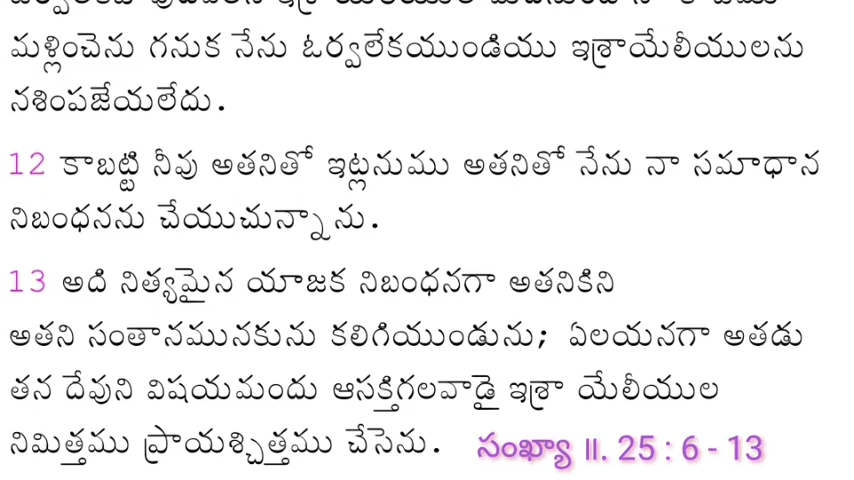 మళ్లించెను గనుక నేను ఓర్వలేకయుండియు ఇశ్రాయేలీయులను
నశింపజేయలేదు.
12 కాబట్టి నీవు అతనితో ఇట్లనుము అతనితో నేను నా సమాధాన
నిబంధనను చేయుచున్నాను.
13 అది నిత్యమైన యాజక నిబంధనగా అతనికిని
అతని సంతానమునకును కలిగియుండును; ఏలయనగా అతడు
తన దేవుని విషయమందు ఆసక్తిగలవాడై ఇశ్రా యేలీయుల
నిమిత్తము ప్రాయశ్చిత్తము చేసెను. సంఖ్యా ॥. 25 : 6 - 13